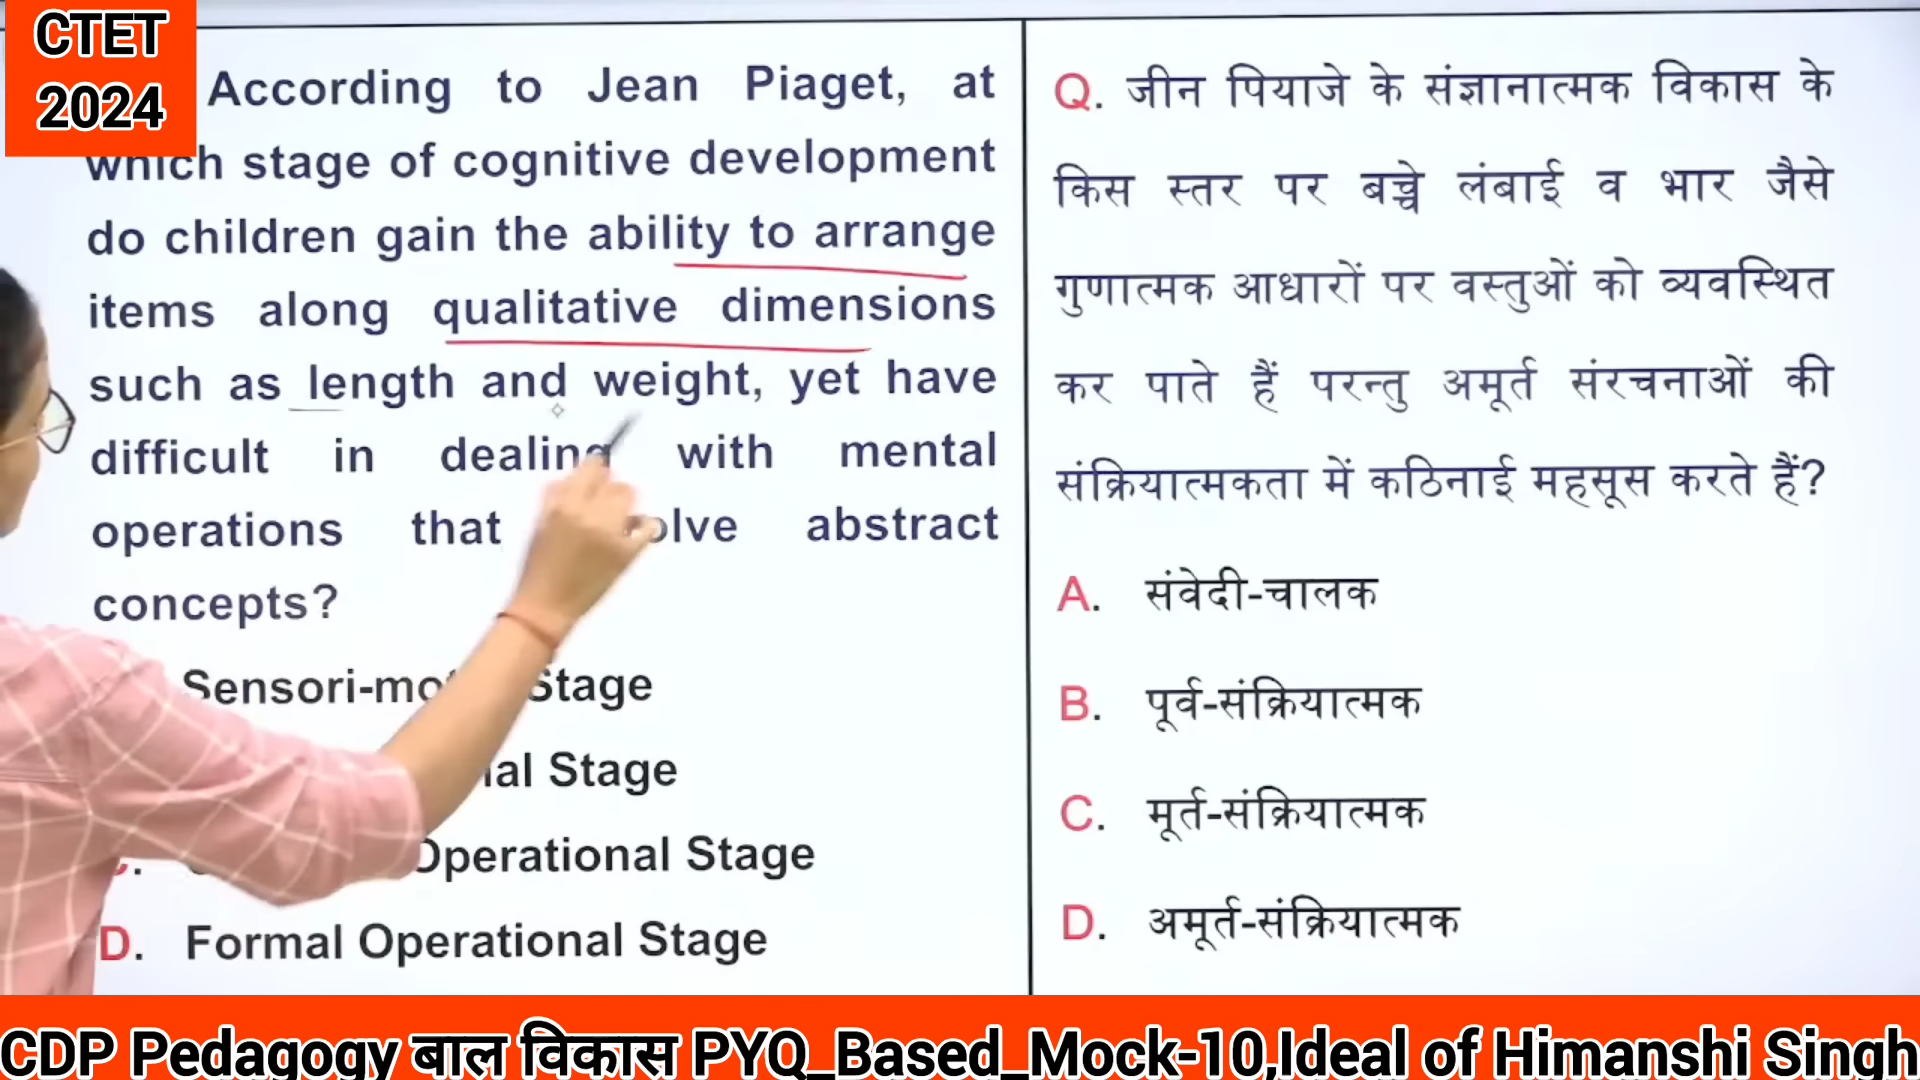 CTET
2024
According to Jean Piaget, at
which stage of cognitive development
do children gain the ability to arrange
items along qualitative dimensions
such as length and weight, yet have
difficult in dealing with mental
operations that abstract
concepts?
Sensori-motor Stage
Stage
Operational Stage
D. Formal Operational Stage
Q. जीन पियाजे के संज्ञानात्मक विकास के
किस स्तर पर बच्चे लंबाई व भार जैसे
गुणात्मक आधारों पर वस्तुओं को व्यवस्थित
कर पाते हैं परन्तु अमूर्त संरचनाओं की
संक्रियात्मकता में कठिनाई महसूस करते हैं?
A. संवेदी-चालक
B. पूर्व-संक्रियात्मक
C. मूर्त-संक्रियात्मक
D. अमूर्त-संक्रियात्मक
CDP Pedagogy बाल विकास PYQ_Based_Mock-10,Ideal of Himanshi Singh